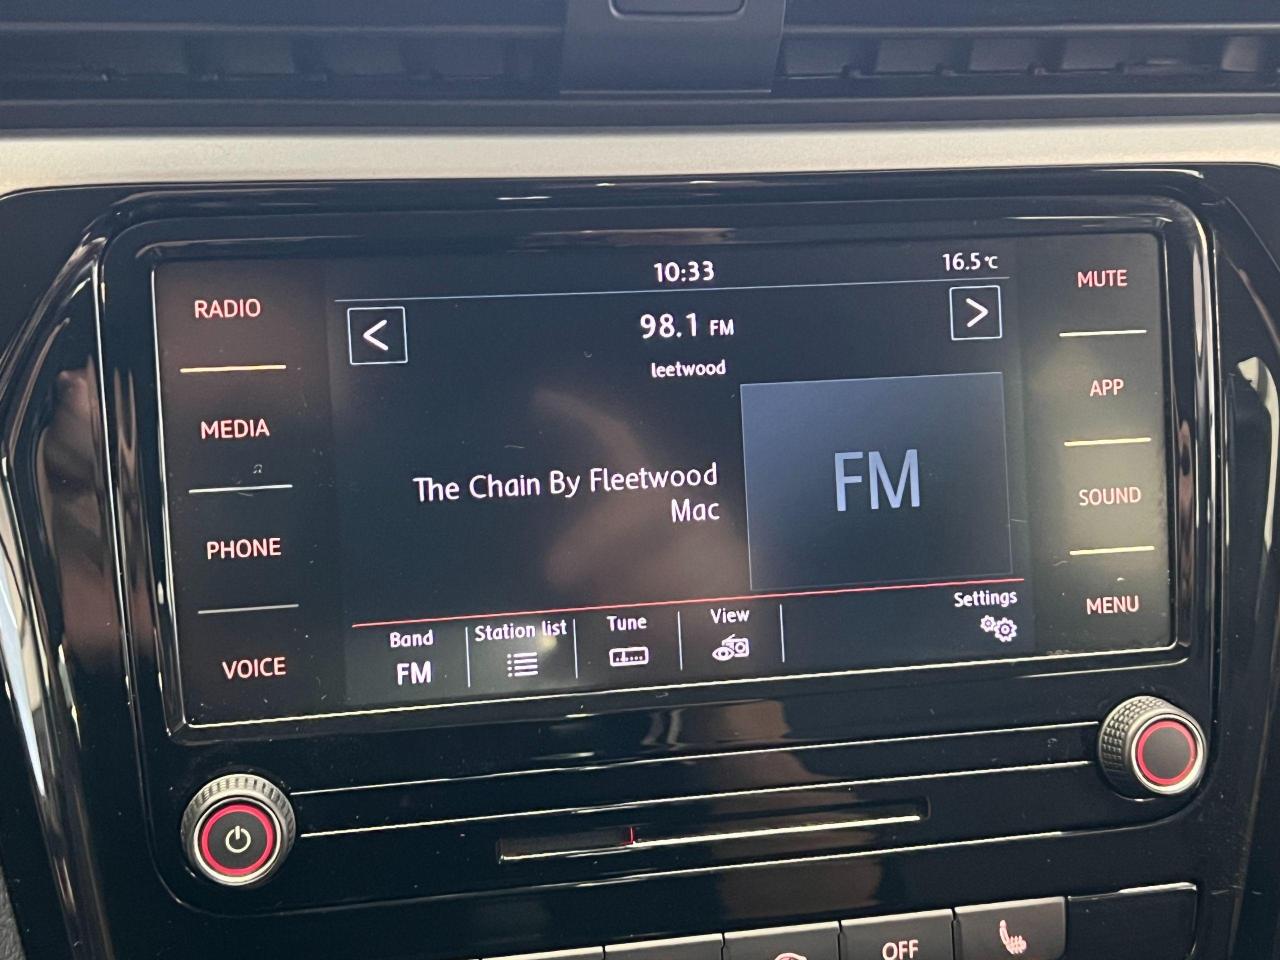 10:33
16.5°C
RADIO
MUTE
98.1 FM
leetwood
MEDIA
APP
FM
The Chain By Fleetwood
Mac
SOUND
PHONE
MENU
VOICE
Band
FM
Station list
Tune
View
Settings
OFF